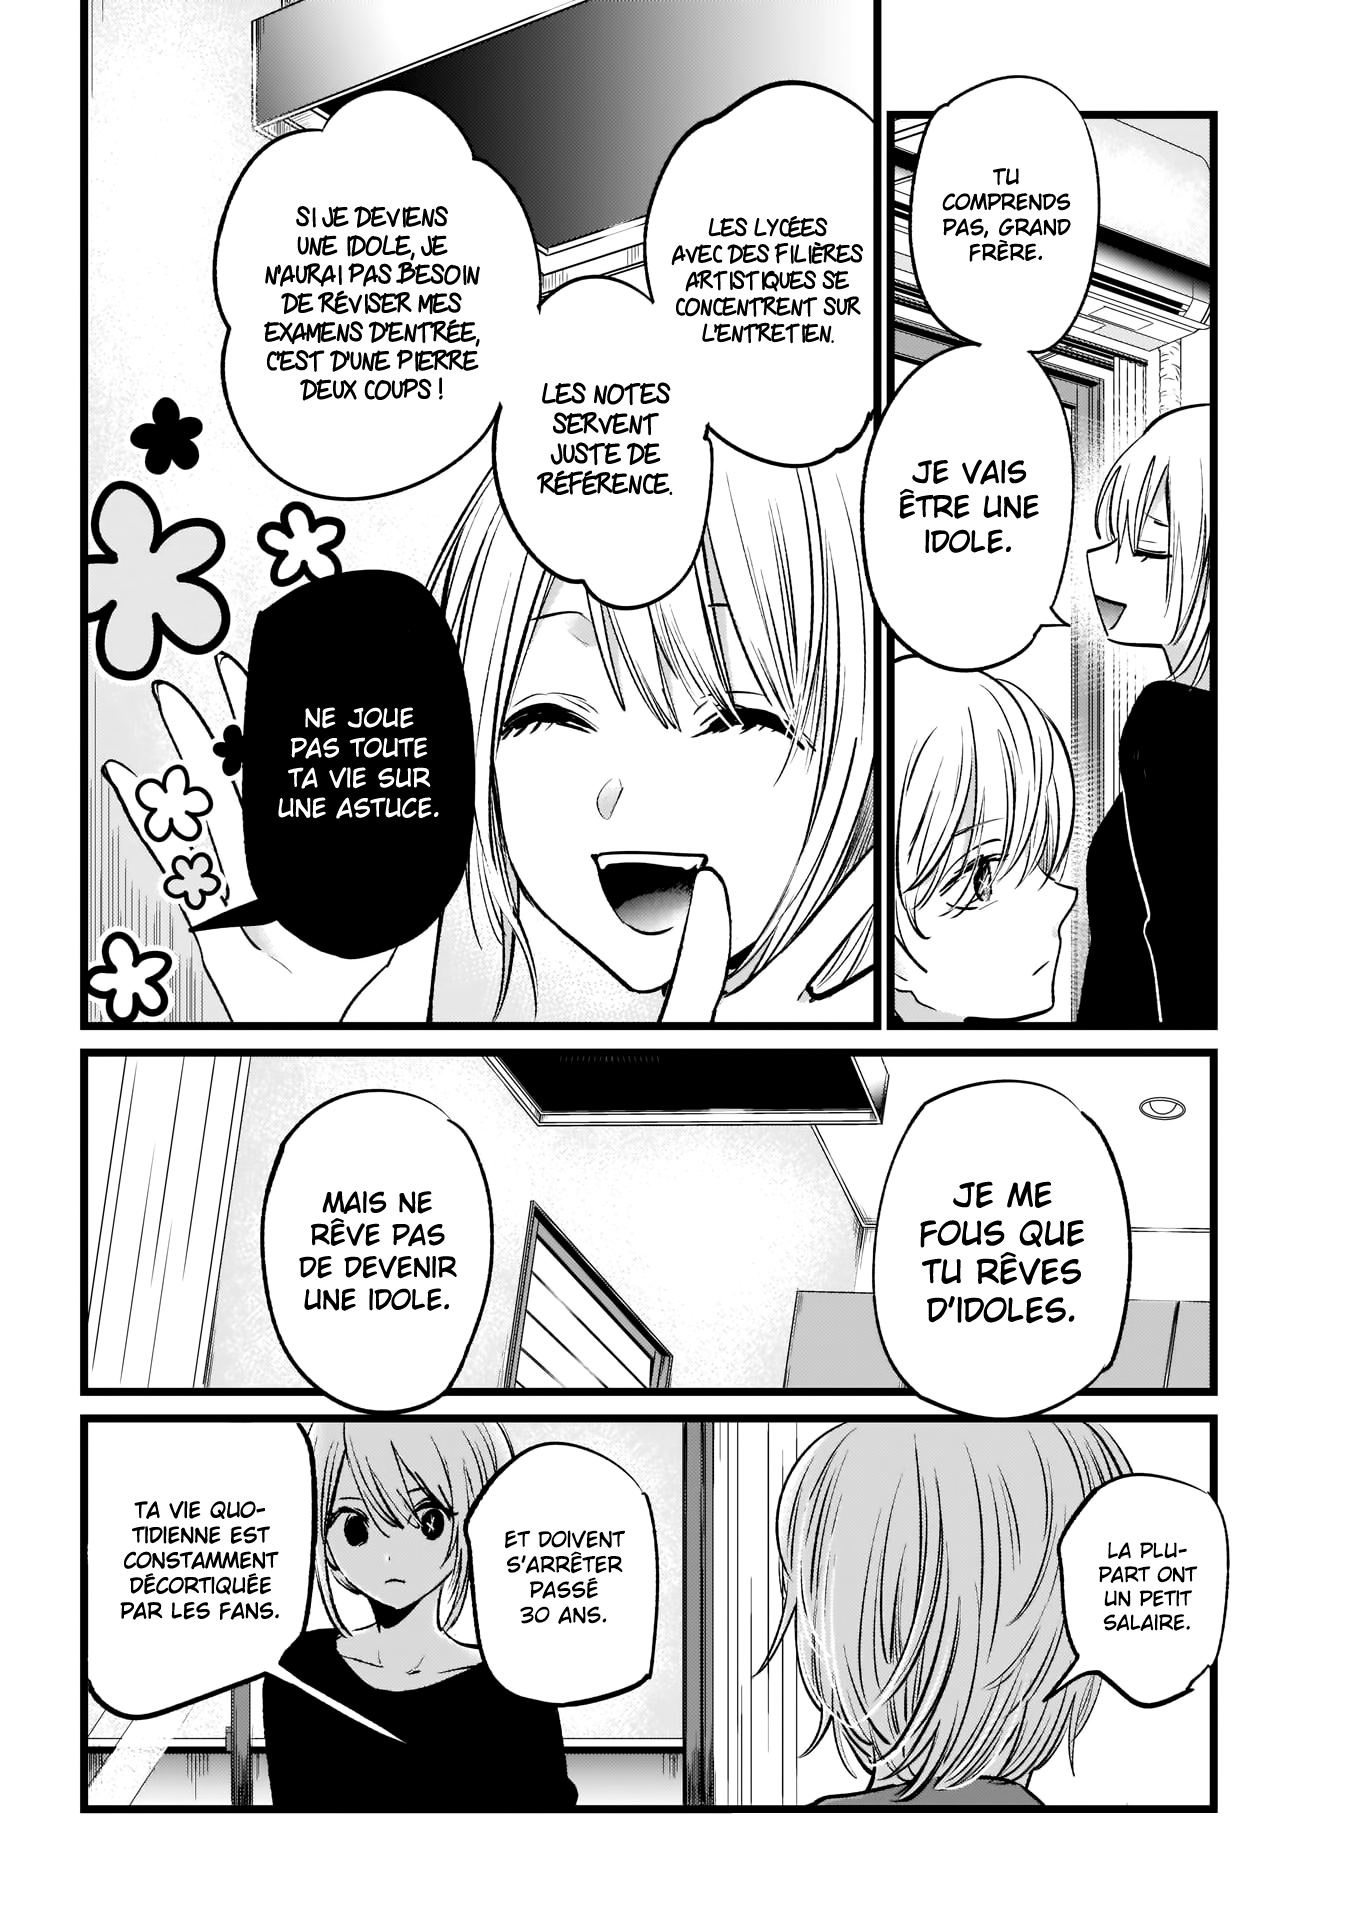 TU
COMPRENDS
PAS, GRAND
FRÈRE.
JE VAIS
ÊTRE UNE
IDOLE.
LES LYCÉES
AVEC DES FILIÈRES
ARTISTIQUES SE
CONCENTRENT SUR
L'ENTRETIEN.
LES NOTES
SERVENT
JUSTE DE
RÉFÉRENCE.
SI JE DEVIENS
UNE IDOLE, JE
N'AURAI PAS BESOIN
DE RÉVISER MES
EXAMENS D'ENTRÉE,
C'EST D'UNE PIERRE
DEUX COUPS !
NE JOUE
PAS TOUTE
TA VIE SUR
UNE ASTUCE.
JE ME
FOUS QUE
TU RÊVES
D'IDOLES.
MAIS NE
RÊVE PAS
DE DEVENIR
UNE IDOLE.
LA PLU-
PART ONT
UN PETIT
SALAIRE.
ET DOIVENT
S'ARRÊTER
PASSÉ
30 ANS.
TA VIE QUO-
TIDIENNE EST
CONSTAMMENT
DÉCORTIQUÉE
PAR LES FANS.